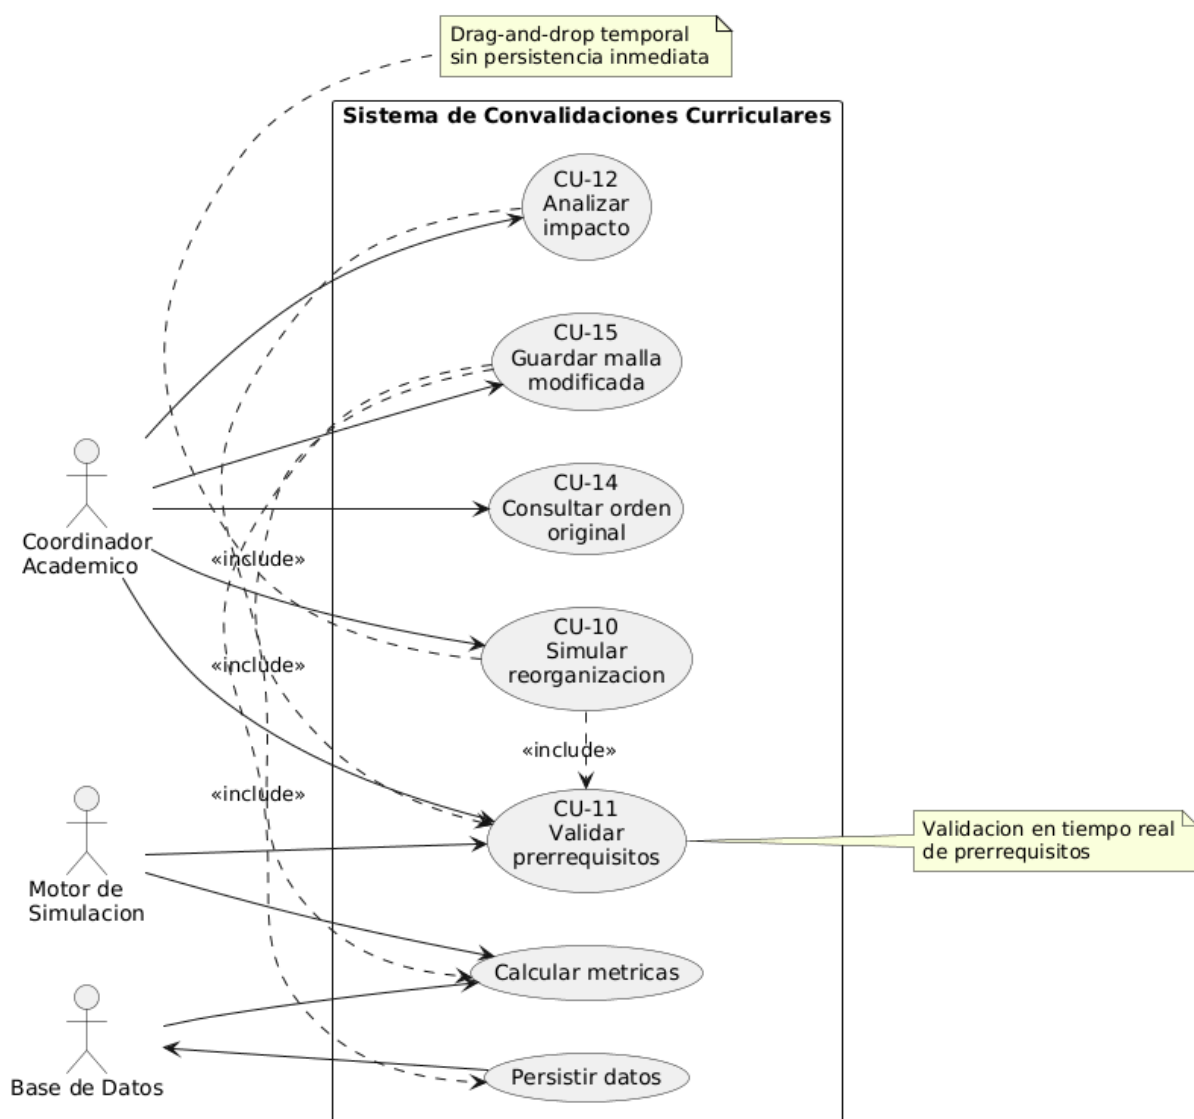 Drag-and-drop temporal
sin persistencia inmediata
Sistema de Convalidaciones Curriculares
CU-12
Analizar
impacto
CU-15
Guardar malla
modificada
CU-14
Consultar orden
original
Coordinador
Academico
«include»
CU-10
Simular
reorganizacion
«include»
«include»
«include»
CU-11
Validar
prerrequisitos
Validacion en tiempo real
de prerrequisitos
Motor de
Simulacion
Calcular metricas
Base de Datos
Persistir datos